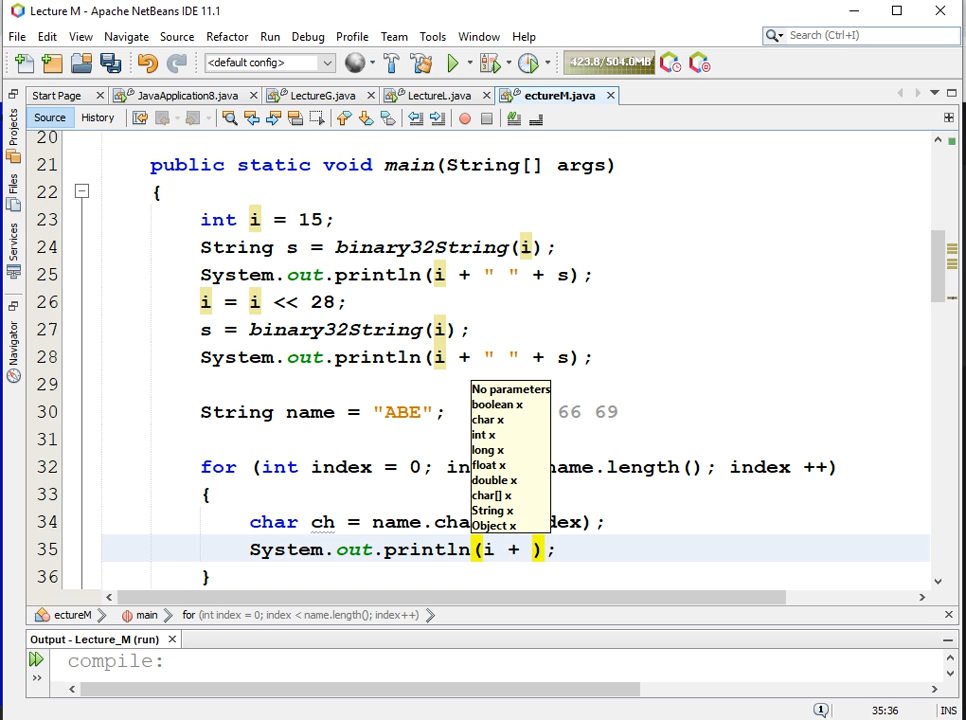 Lecture M - Apache NetBeans IDE 11.1
File Edit View Navigate Source Refactor Run Debug Profile Team Tools Window Help
Search (Ctrl+I)
<default config>
423.8/504.0MB
Start Page JavaApplication8.java LectureG.java LectureL.java ectureM.java
Source History
Projects
Files
Services
Navigator
20
21 public static void main(String[] args)
22 {
23 int i = 15;
24 String s = binary32String(i);
25 System.out.println(i + " " + s);
26 i = i << 28;
27 s = binary32String(i);
28 System.out.println(i + " " + s);
29
30 String name = "ABE"; 66 69
31
32 for (int index = 0; in name.length(); index ++)
33 {
34 char ch = name.cha dex);
35 System.out.println(i + );
36 }
No parameters
boolean x
char x
int x
long x
float x
double x
char[] x
String x
Object x
ectureM main for (int index = 0; index < name.length(); index++)
Output - Lecture_M (run)
compile:
1
35:36 INS